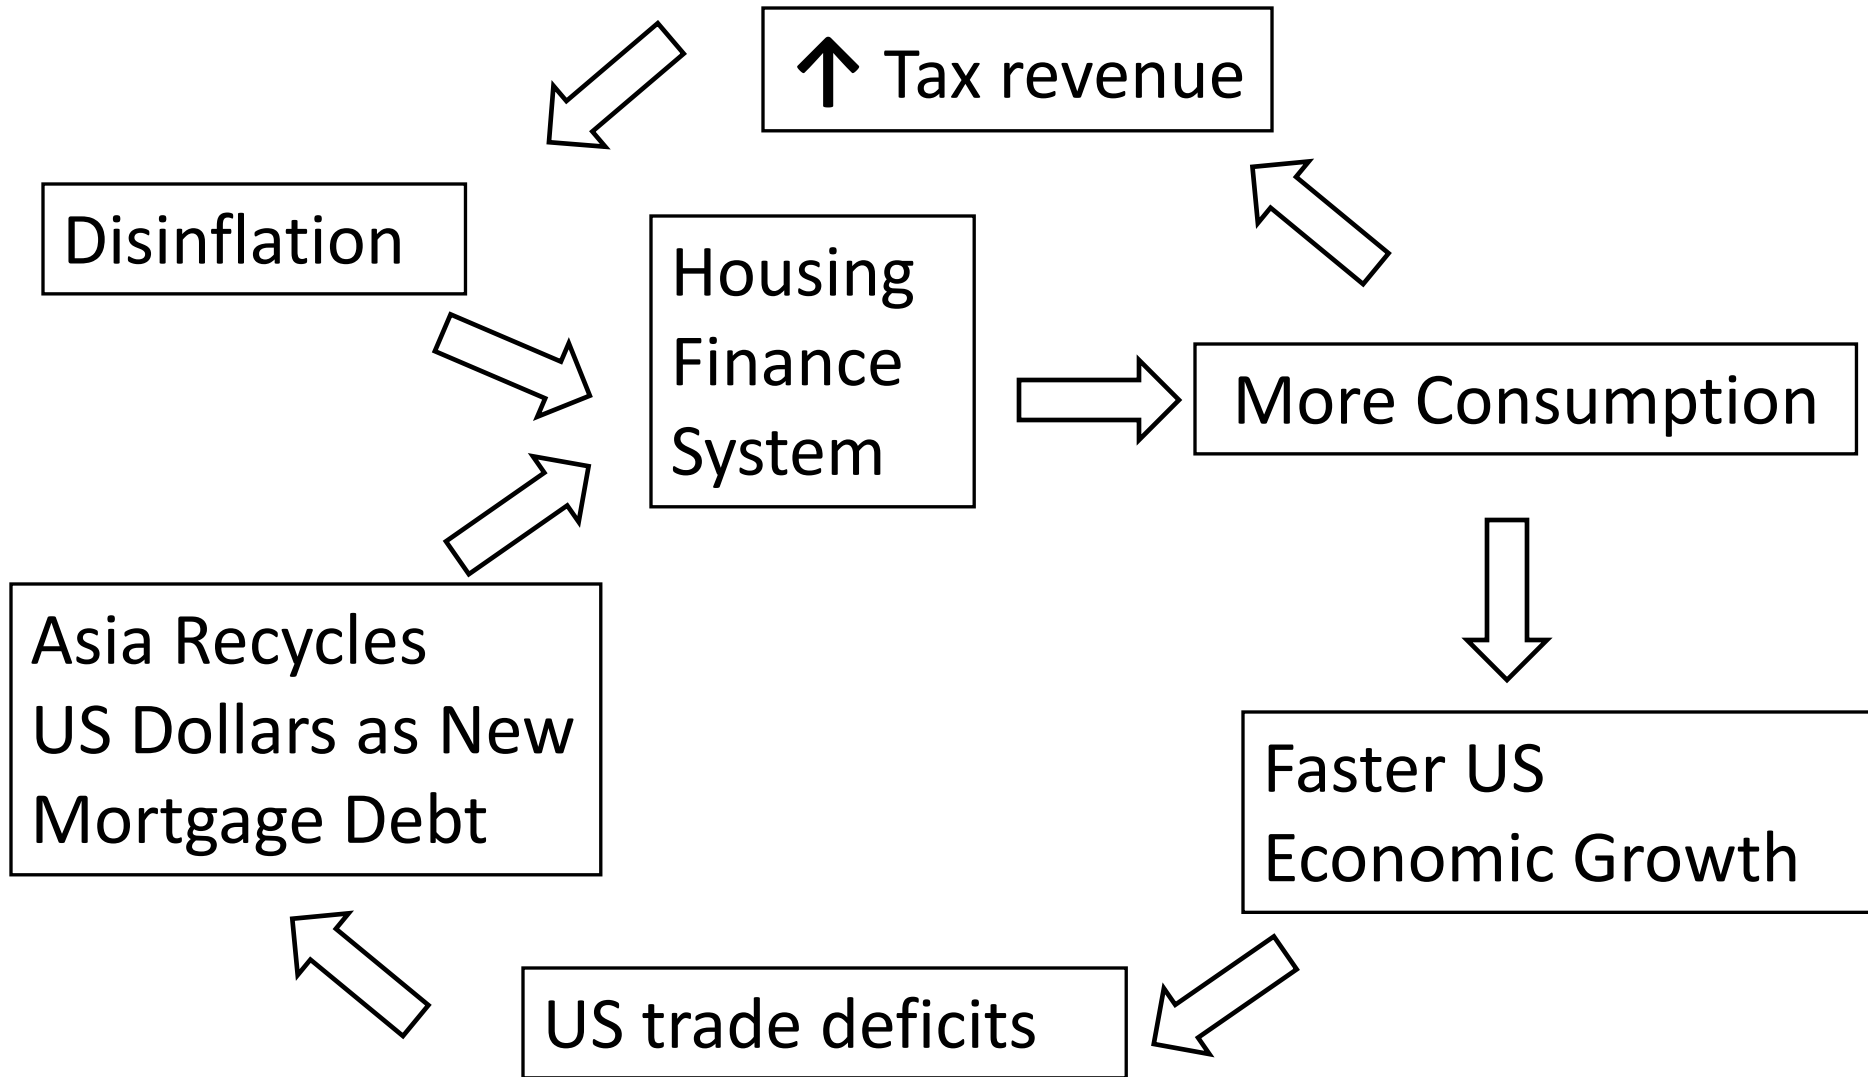 ↑ Tax revenue
Disinflation
Housing
Finance
System
More Consumption
Asia Recycles
US Dollars as New
Mortgage Debt
Faster US
Economic Growth
US trade deficits